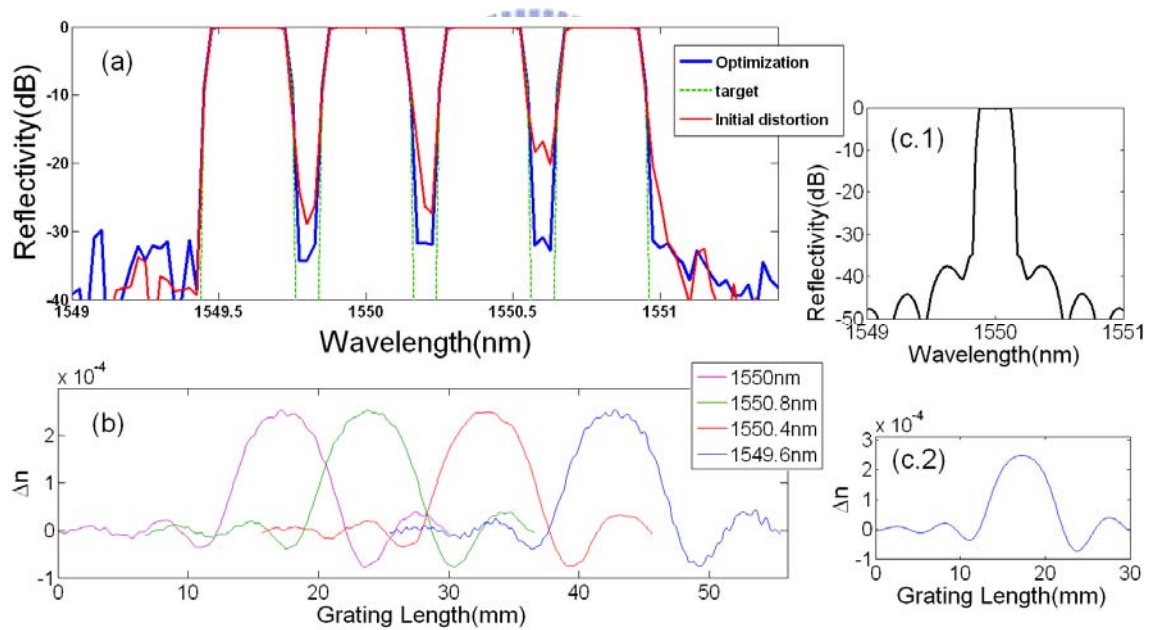 (a)
0
-10
-20
-30
-40
Reflectivity(dB)
1549
1549.5
1550
1550.5
1551
Wavelength(nm)
Optimization
target
Initial distortion
(c.1)
0
-10
-20
-30
-40
-50
Reflectivity(dB)
1549
1550
1551
Wavelength(nm)
(b)
x 10⁻⁴
2
1
0
-1
Δn
0
10
20
30
40
50
Grating Length(mm)
1550nm
1550.8nm
1550.4nm
1549.6nm
(c.2)
x 10⁻⁴
3
2
1
0
-1
Δn
0
10
20
30
Grating Length(mm)